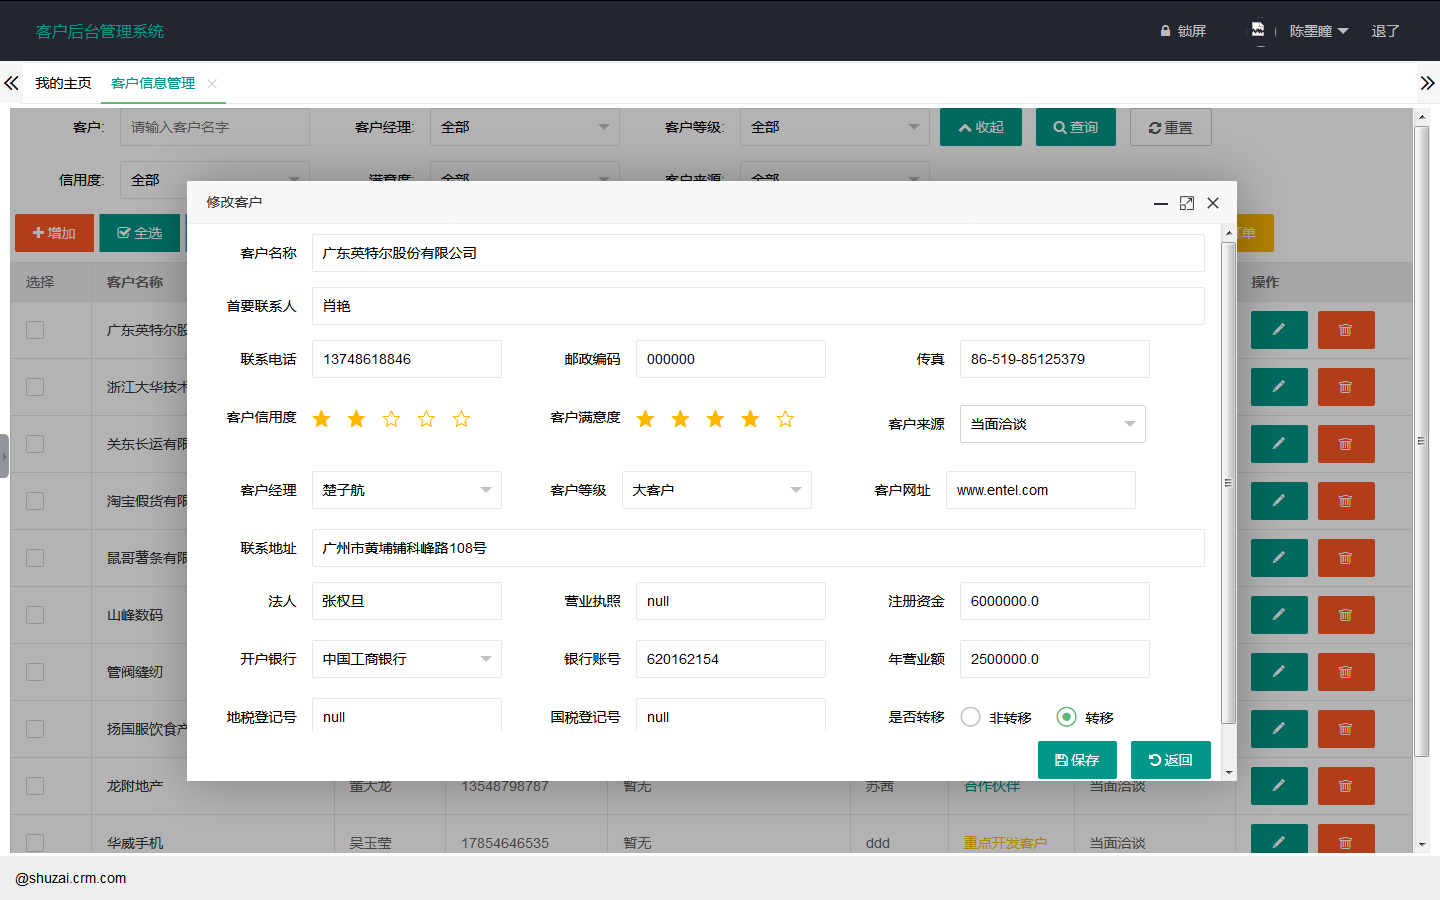 客户后台管理系统 锁屏 陈墨瞳 退了
我的主页 客户信息管理
客户: 请输入客户名字 客户经理: 全部 客户等级: 全部 收起 查询 重置
信用度: 全部 满意度: 全部 客户来源: 全部
增加 全选 单
选择 客户名称 操作
修改客户
客户名称 广东英特尔股份有限公司
首要联系人 肖艳
联系电话 13748618846 邮政编码 000000 传真 86-519-85125379
客户信用度 客户满意度 客户来源 当面洽谈
客户经理 楚子航 客户等级 大客户 客户网址 www.entel.com
联系地址 广州市黄埔铺科峰路108号
法人 张权且 营业执照 null 注册资金 6000000.0
开户银行 中国工商银行 银行账号 620162154 年营业额 2500000.0
地税登记号 null 国税登记号 null 是否转移 非转移 转移
保存 返回
广东英特尔股
浙江大华技术
关东长运有限
淘宝假货有限
鼠哥薯条有限
山峰数码
管阀缝纫
扬国服饮食产
龙附地产 董大龙 13548798787 暂无 苏茜 合作伙伴 当面洽谈
华威手机 吴玉莹 17854646535 暂无 ddd 重点开发客户 当面洽谈
@shuzai.crm.com